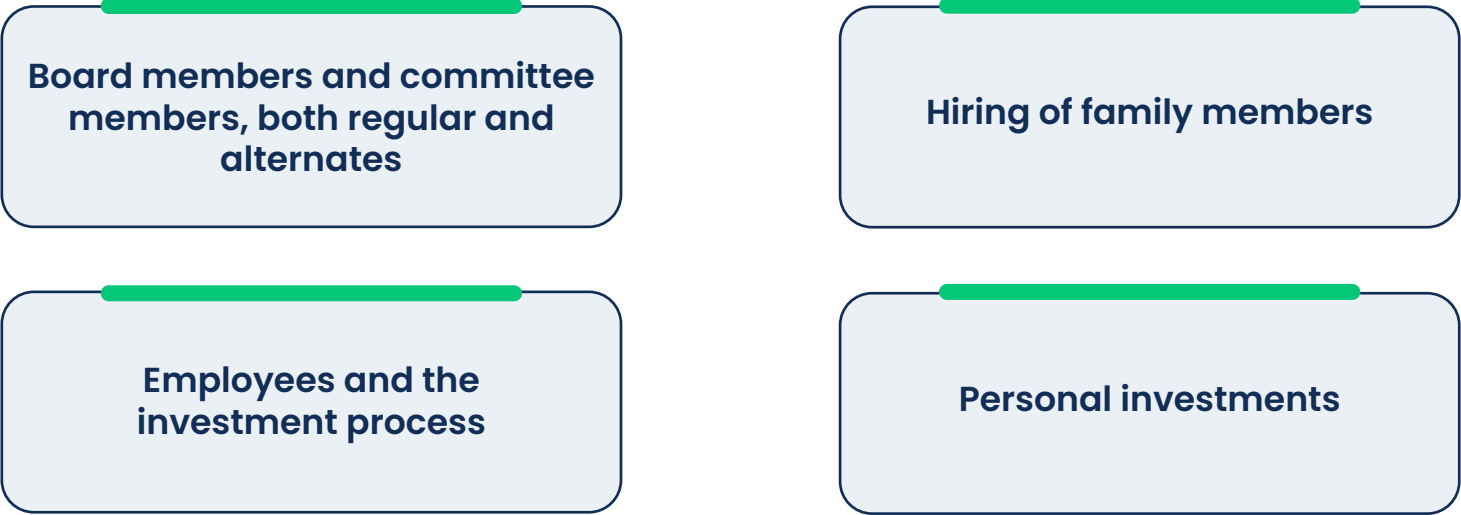 Board members and committee
members, both regular and
alternates
Hiring of family members
Employees and the
investment process
Personal investments